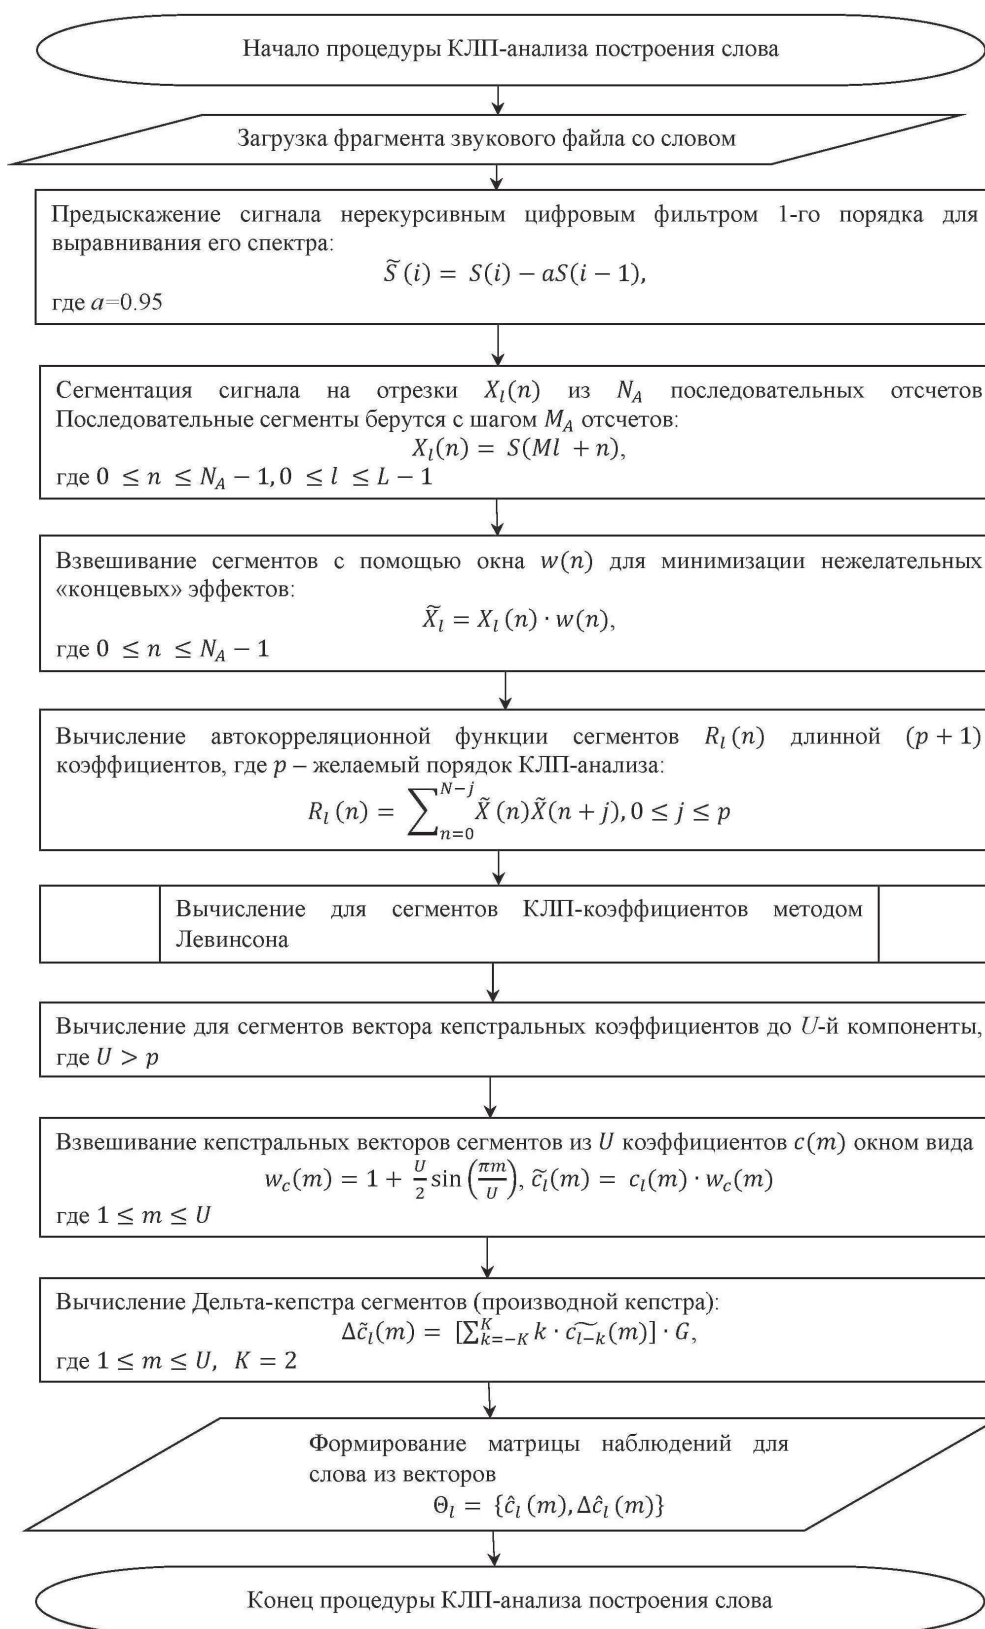 Начало процедуры КЛП-анализа построения слова
Загрузка фрагмента звукового файла со словом
Предыскажение сигнала нерекурсивным цифровым фильтром 1-го порядка для
выравнивания его спектра:
S̃ (i) = S(i) − aS(i − 1),
где a=0.95
Сегментация сигнала на отрезки X_l(n) из N_A последовательных отсчетов
Последовательные сегменты берутся с шагом M_A отсчетов:
X_l(n) = S(Ml + n),
где 0 ≤ n ≤ N_A − 1, 0 ≤ l ≤ L − 1
Взвешивание сегментов с помощью окна w(n) для минимизации нежелательных
«концевых» эффектов:
X̃_l = X_l (n) · w(n),
где 0 ≤ n ≤ N_A − 1
Вычисление автокорреляционной функции сегментов R_l (n) длинной (p + 1)
коэффициентов, где p – желаемый порядок КЛП-анализа:
R_l (n) = ∑_{n=0}^{N−j} X̃ (n)X̃(n + j), 0 ≤ j ≤ p
Вычисление для сегментов КЛП-коэффициентов методом
Левинсона
Вычисление для сегментов вектора кепстральных коэффициентов до U-й компоненты,
где U > p
Взвешивание кепстральных векторов сегментов из U коэффициентов c(m) окном вида
w_c(m) = 1 + U/2 sin (πm/U), c̃_l(m) = c_l(m) · w_c(m)
где 1 ≤ m ≤ U
Вычисление Дельта-кепстра сегментов (производной кепстра):
Δc̃_l(m) = [∑_{k=−K}^{K} k · c̃_{l−k}(m)] · G,
где 1 ≤ m ≤ U, K = 2
Формирование матрицы наблюдений для
слова из векторов
Θ_l = {ĉ_l (m), Δĉ_l (m)}
Конец процедуры КЛП-анализа построения слова